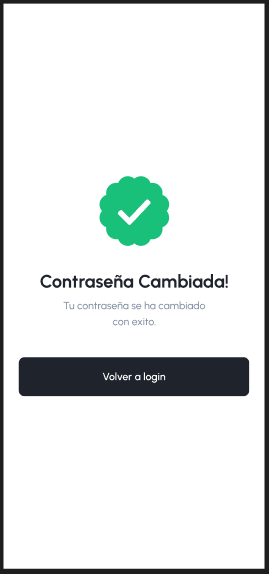 Contraseña Cambiada!
Tu contraseña se ha cambiado
con exito.
Volver a login